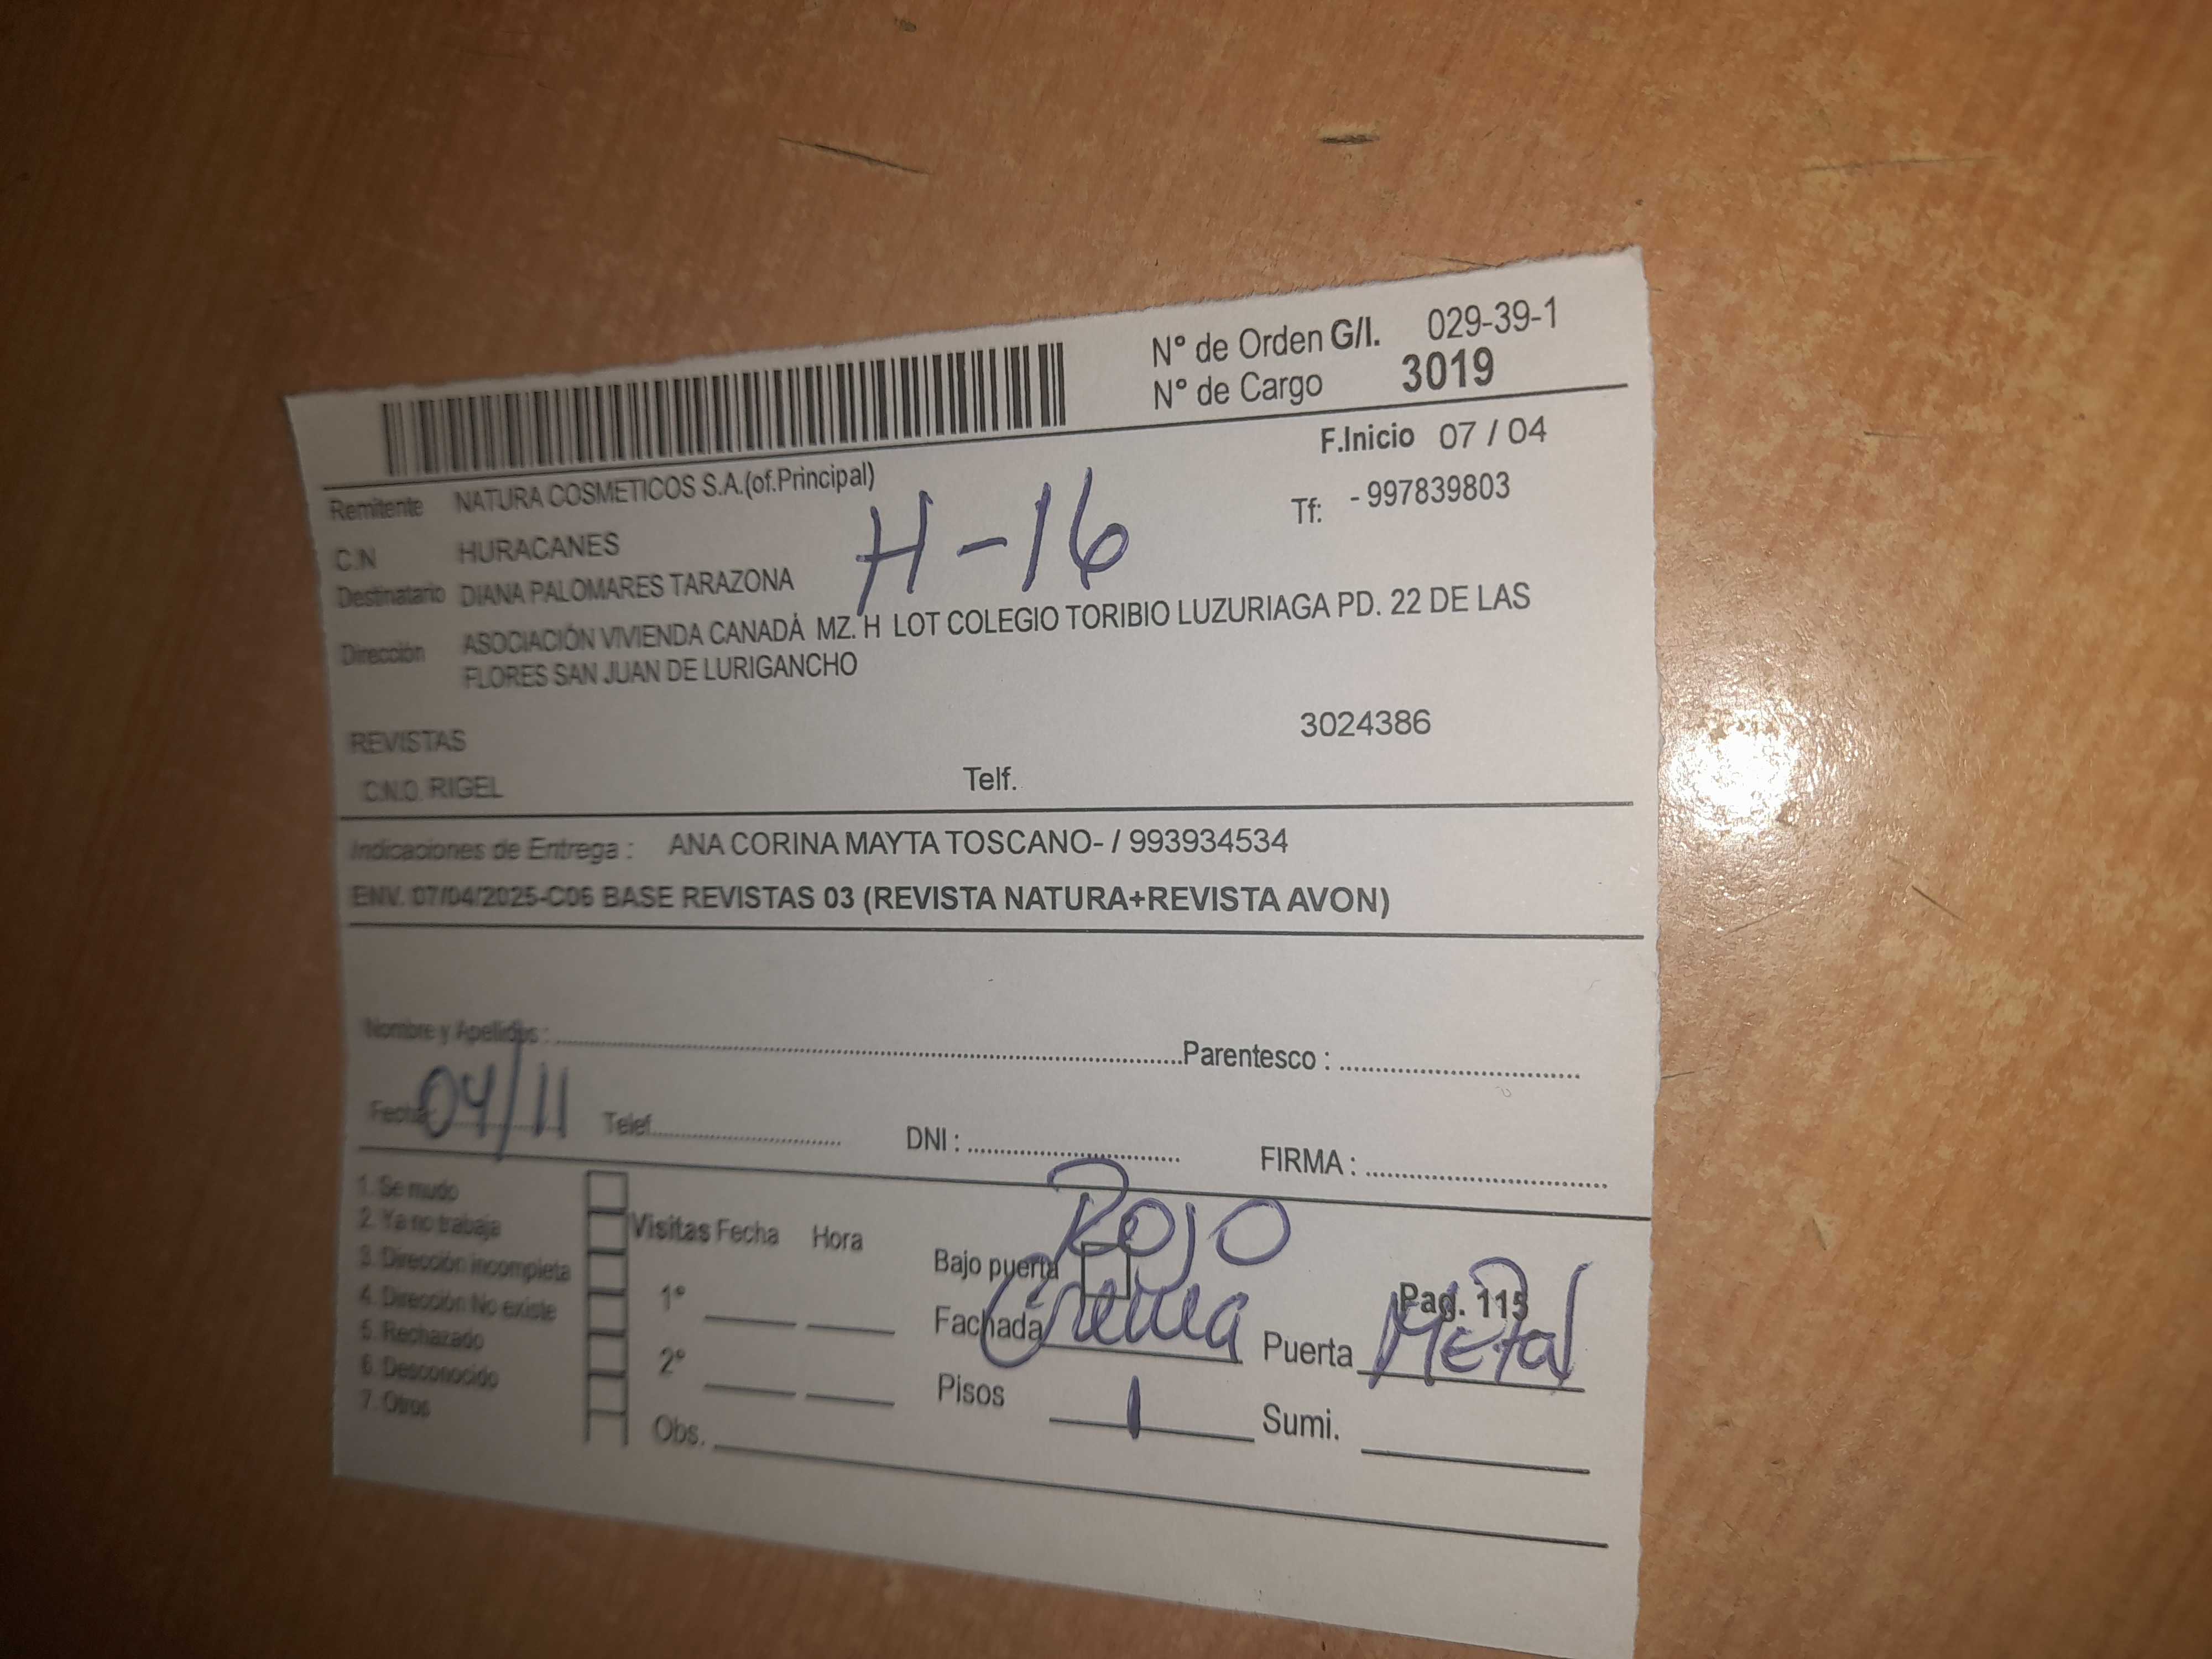 N° de Orden G/I. 029-39-1
N° de Cargo 3019
F.Inicio 07 / 04
Remitente NATURA COSMETICOS S.A.(of.Principal)
Tf: - 997839803
H-16
C.N HURACANES
Destinatario DIANA PALOMARES TARAZONA
Dirección ASOCIACIÓN VIVIENDA CANADÁ MZ. H LOT COLEGIO TORIBIO LUZURIAGA PD. 22 DE LAS
FLORES SAN JUAN DE LURIGANCHO
REVISTAS 3024386
C.N.O. RIGEL Telf.
Indicaciones de Entrega : ANA CORINA MAYTA TOSCANO- / 993934534
ENV. 07/04/2025-C06 BASE REVISTAS 03 (REVISTA NATURA+REVISTA AVON)
Nombre y Apellidos : Parentesco :
Fecha: 04/11 Telef. DNI : FIRMA :
1. Se mudo
2. Ya no trabaja
3. Dirección incompleta
4. Dirección No existe
5. Rechazado
6. Desconocido
7. Otros
Visitas Fecha Hora
1°
2°
Obs.
Rojo
Bajo puerta
Pag. 115
Fachada Crema Puerta Metal
Pisos 1 Sumi.